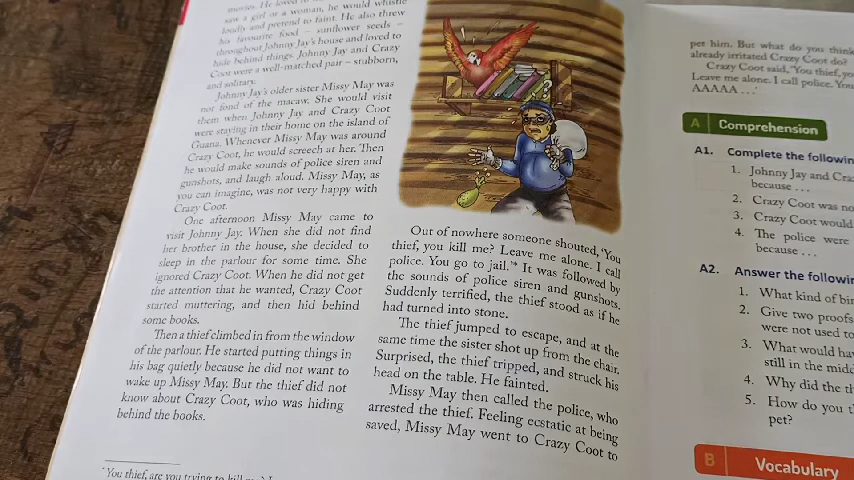 movies. He loved to
saw a girl or a woman, he would whistle
loudly and pretend to faint. He also threw
his favourite food – sunflower seeds –
throughout Johnny Jay's house and loved to
hide behind things. Johnny Jay and Crazy
Coot were a well-matched pair – stubborn,
and solitary.
Johnny Jay's older sister Missy May was
not fond of the macaw. She would visit
them when Johnny Jay and Crazy Coot
were staying in their home on the island of
Guana. Whenever Missy May was around
Crazy Coot, he would screech at her. Then
he would make sounds of police siren and
gunshots, and laugh aloud. Missy May, as
you can imagine, was not very happy with
Crazy Coot.
One afternoon Missy May came to
visit Johnny Jay. When she did not find
her brother in the house, she decided to
sleep in the parlour for some time. She
ignored Crazy Coot. When he did not get
the attention that he wanted, Crazy Coot
started muttering, and then hid behind
some books.
Then a thief climbed in from the window
of the parlour. He started putting things in
his bag quietly because he did not want to
wake up Missy May. But the thief did not
know about Crazy Coot, who was hiding
behind the books.
'You thief, are you trying to kill me?
Out of nowhere someone shouted, 'You
thief, you kill me? Leave me alone. I call
police. You go to jail.'* It was followed by
the sounds of police siren and gunshots.
Suddenly terrified, the thief stood as if he
had turned into stone.
The thief jumped to escape, and at the
same time the sister shot up from the chair.
Surprised, the thief tripped, and struck his
head on the table. He fainted.
Missy May then called the police, who
arrested the thief. Feeling ecstatic at being
saved, Missy May went to Crazy Coot to
pet him. But what do you think
already irritated Crazy Coot do?
Crazy Coot said, 'You thief, yo
Leave me alone. I call police. You
AAAAA ...'
A Comprehension
A1. Complete the followin
1. Johnny Jay and Cra
because ...
2. Crazy Coot was no
3. Crazy Coot would
4. The police were
because ...
A2. Answer the followin
1. What kind of bir
2. Give two proofs
were not used to
3. What would hav
still in the midd
4. Why did the th
5. How do you t
pet?
B Vocabulary